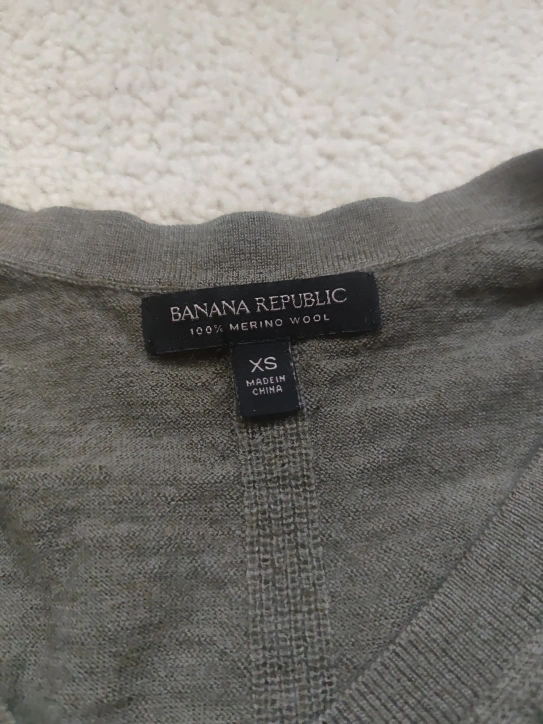 BANANA REPUBLIC
100% MERINO WOOL
XS
MADE IN
CHINA